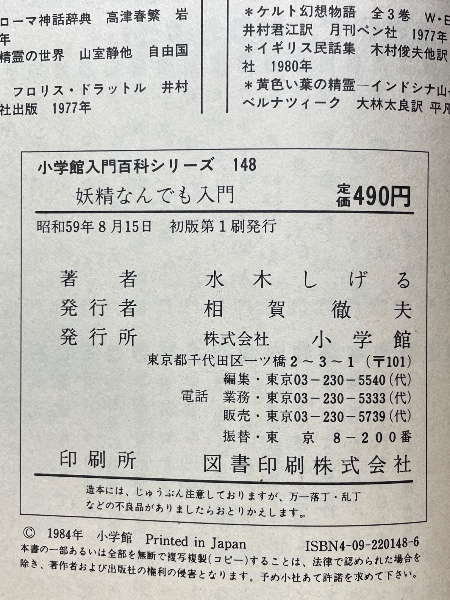 ローマ神話辞典 高津春繁 岩
年
精霊の世界 山室静他 自由国
フロリス・ドラットル 井村
社出版 1977年
*ケルト幻想物語 全3巻 W・B
井村君江訳 月刊ペン社 1977年
*イギリス民話集 木村俊夫他訳
社 1980年
*黄色い葉の精霊―インドシナ山
ベルナツィーク 大林太良訳 平凡
小学館入門百科シリーズ 148
妖精なんでも入門 定価490円
昭和59年8月15日 初版第1刷発行
著者 水木しげる
発行者 相賀徹夫
発行所 株式会社 小学館
東京都千代田区一ツ橋2~3~1(〒101)
編集・東京03-230-5540(代)
電話 業務・東京03-230-5333(代)
販売・東京03-230-5739(代)
振替・東京 8-200番
印刷所 図書印刷株式会社
造本には、じゅうぶん注意しておりますが、万一落丁・乱丁
などの不良品がありましたらおとりかえします。
© 1984年 小学館 Printed in Japan ISBN4-09-220148-6
本書の一部あるいは全部を無断で複写複製(コピー)することは、法律で認められた場合を
除き、著作者および出版社の権利の侵害となります。予め小社あて許諾を求めて下さい。